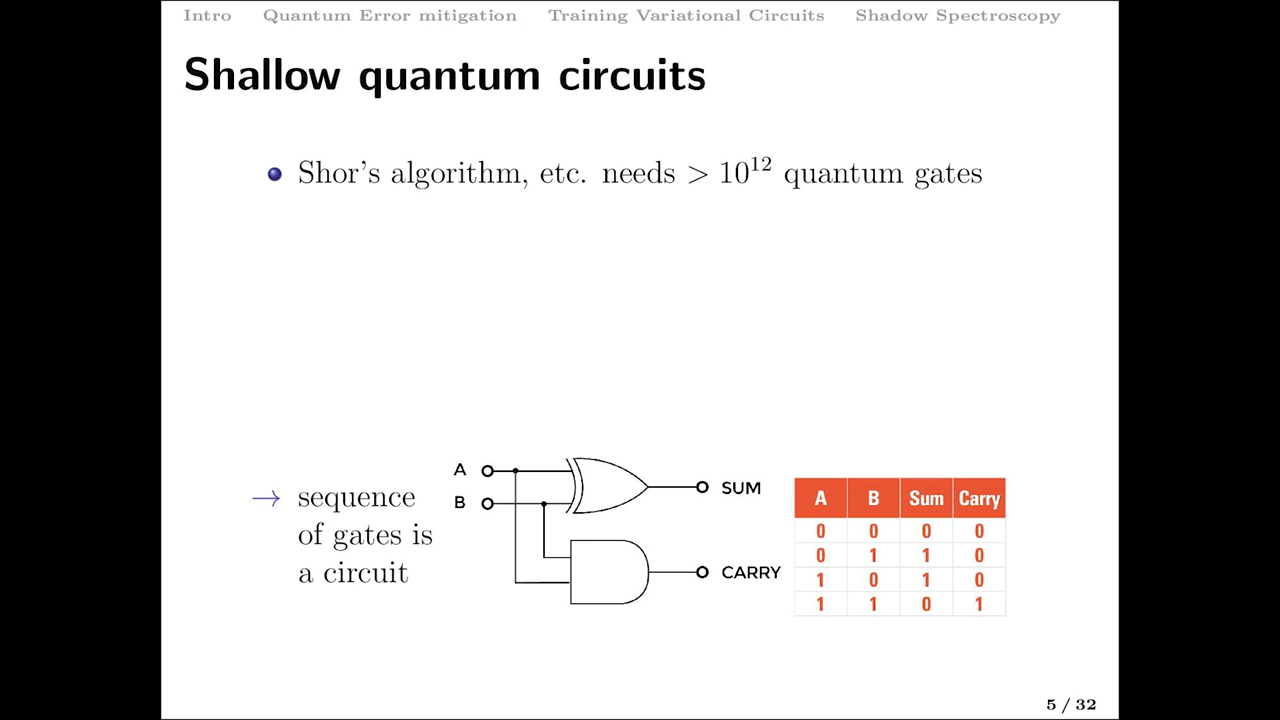 Intro Quantum Error mitigation Training Variational Circuits Shadow Spectroscopy
Shallow quantum circuits
Shor's algorithm, etc. needs > 10¹² quantum gates
→ sequence
of gates is
a circuit
A
B
SUM
CARRY
A B Sum Carry
0 0 0 0
0 1 1 0
1 0 1 0
1 1 0 1
5 / 32